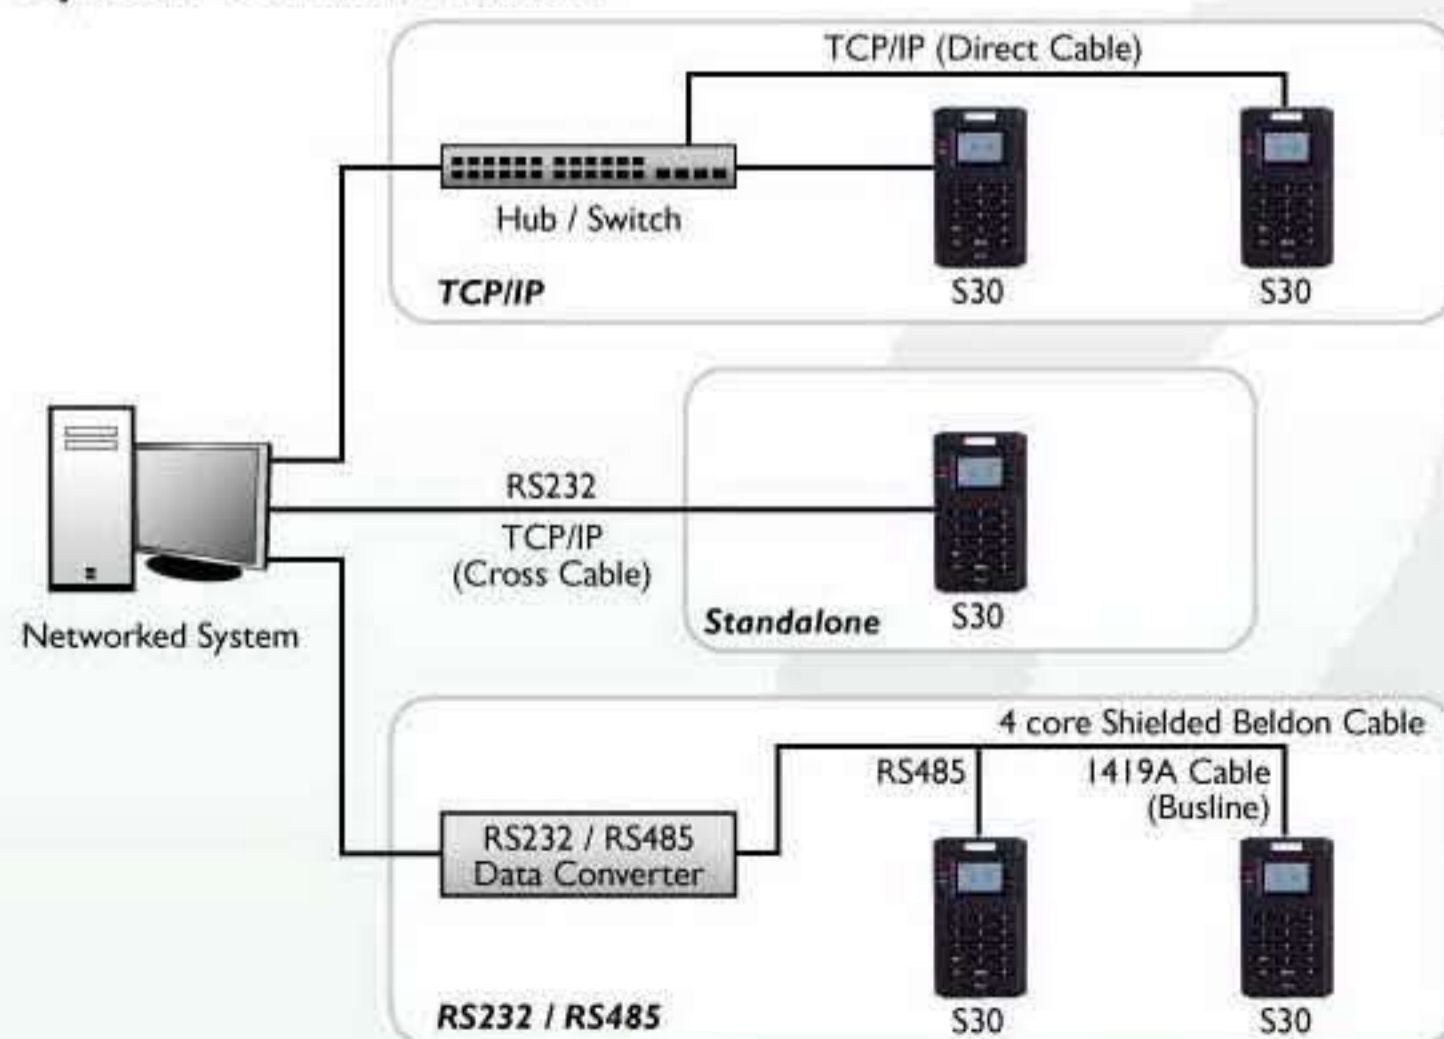 TCP/IP (Direct Cable)
Hub / Switch
TCP/IP
S30
S30
RS232
TCP/IP
(Cross Cable)
Standalone
S30
Networked System
4 core Shielded Beldon Cable
RS485
1419A Cable
(Busline)
RS232 / RS485
Data Converter
RS232 / RS485
S30
S30